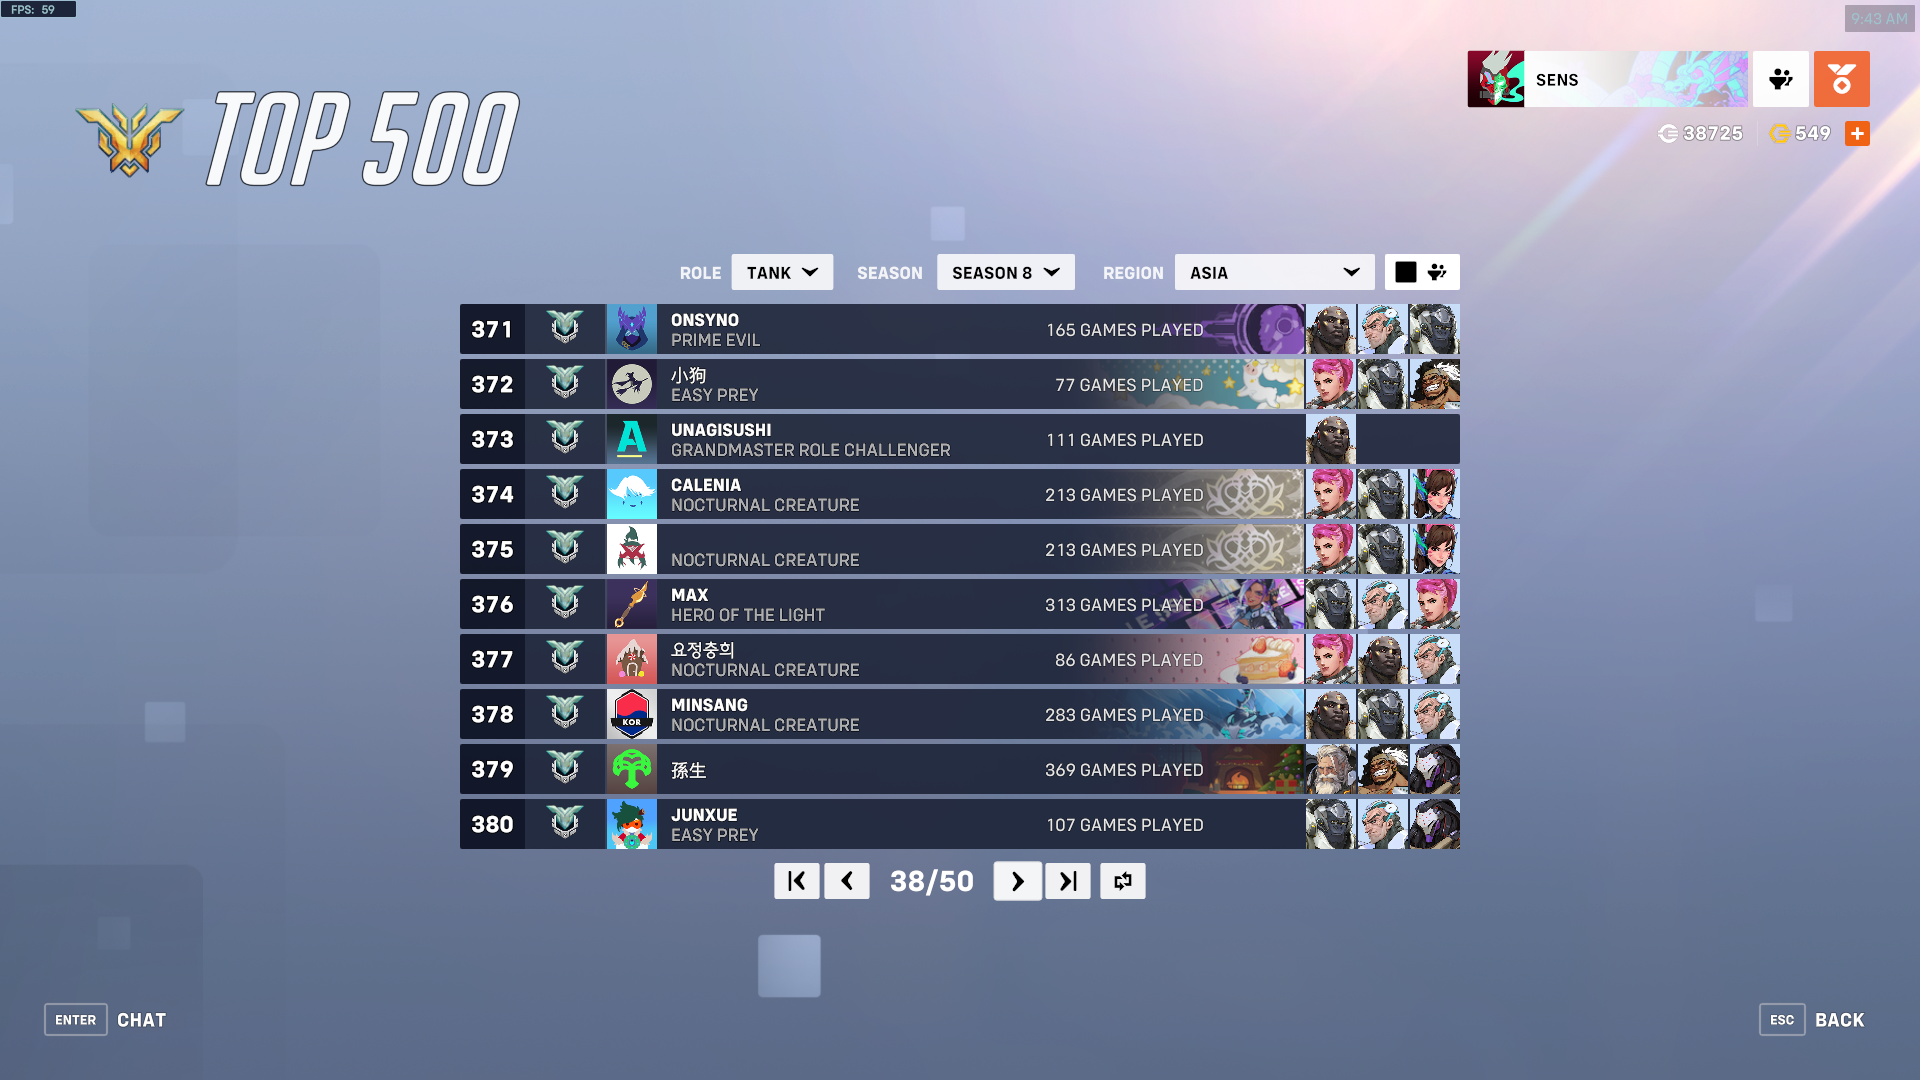 FPS: 59
9:43 AM
TOP 500
SENS
38725 549
ROLE TANK SEASON SEASON 8 REGION ASIA
371 ONSYNO 165 GAMES PLAYED
PRIME EVIL
372 小狗 77 GAMES PLAYED
EASY PREY
373 A UNAGISUSHI 111 GAMES PLAYED
GRANDMASTER ROLE CHALLENGER
374 CALENIA 213 GAMES PLAYED
NOCTURNAL CREATURE
375 213 GAMES PLAYED
NOCTURNAL CREATURE
376 MAX 313 GAMES PLAYED
HERO OF THE LIGHT
377 요정충희 86 GAMES PLAYED
NOCTURNAL CREATURE
378 KOR MINSANG 283 GAMES PLAYED
NOCTURNAL CREATURE
379 孫生 369 GAMES PLAYED
380 JUNXUE 107 GAMES PLAYED
EASY PREY
38/50
ENTER CHAT
ESC BACK